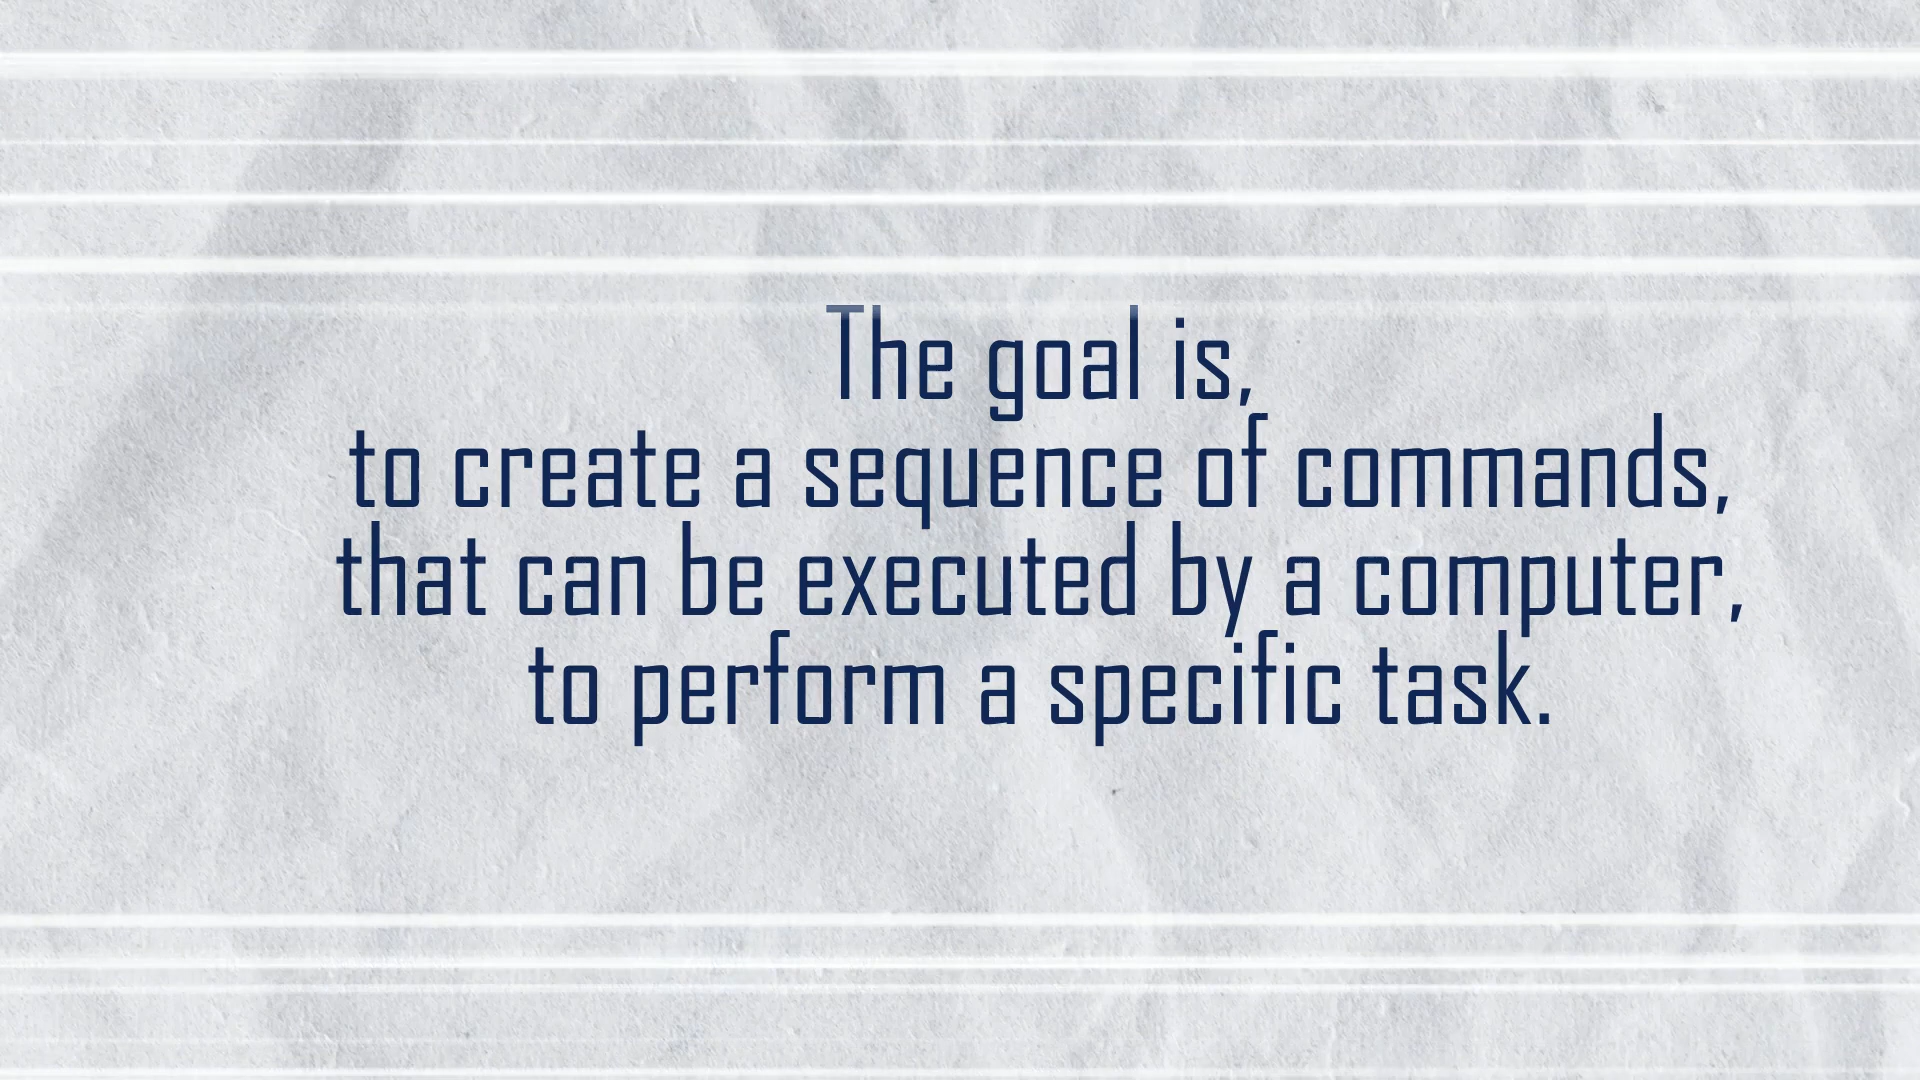 The goal is,
to create a sequence of commands,
that can be executed by a computer,
to perform a specific task.